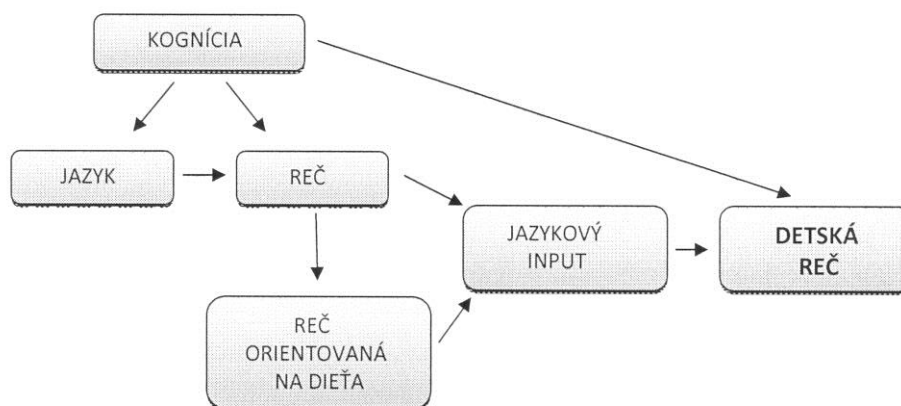 KOGNÍCIA
JAZYK
REČ
JAZYKOVÝ
INPUT
DETSKÁ
REČ
REČ
ORIENTOVANÁ
NA DIEŤA